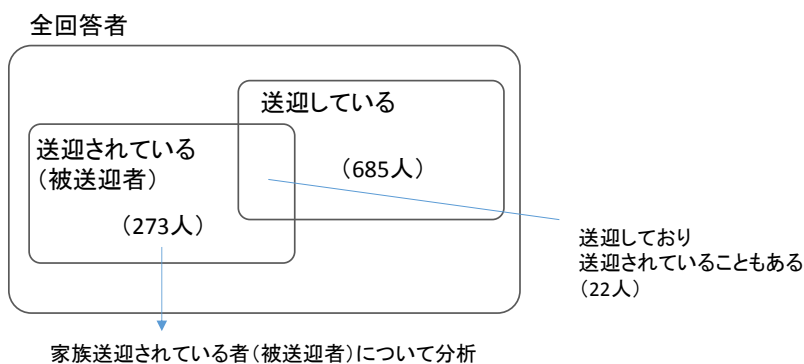 全回答者
送迎している
(685人)
送迎されている
(被送迎者)
(273人)
送迎しており
送迎されていることもある
(22人)
家族送迎されている者(被送迎者)について分析